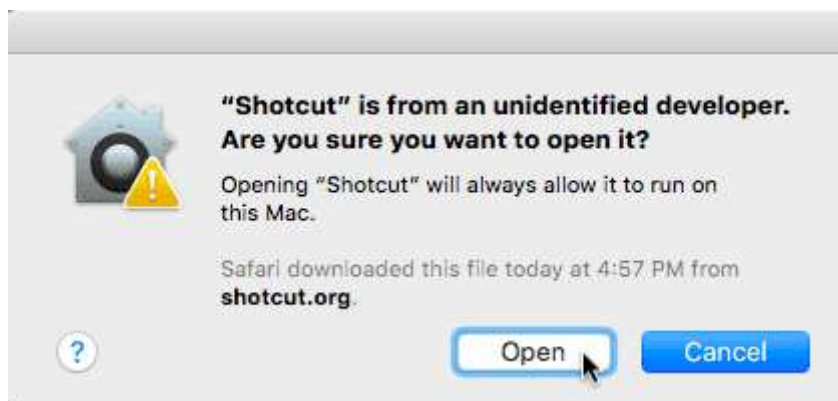 “Shotcut” is from an unidentified developer.
Are you sure you want to open it?
Opening “Shotcut” will always allow it to run on
this Mac.
Safari downloaded this file today at 4:57 PM from
shotcut.org.
?
Open
Cancel